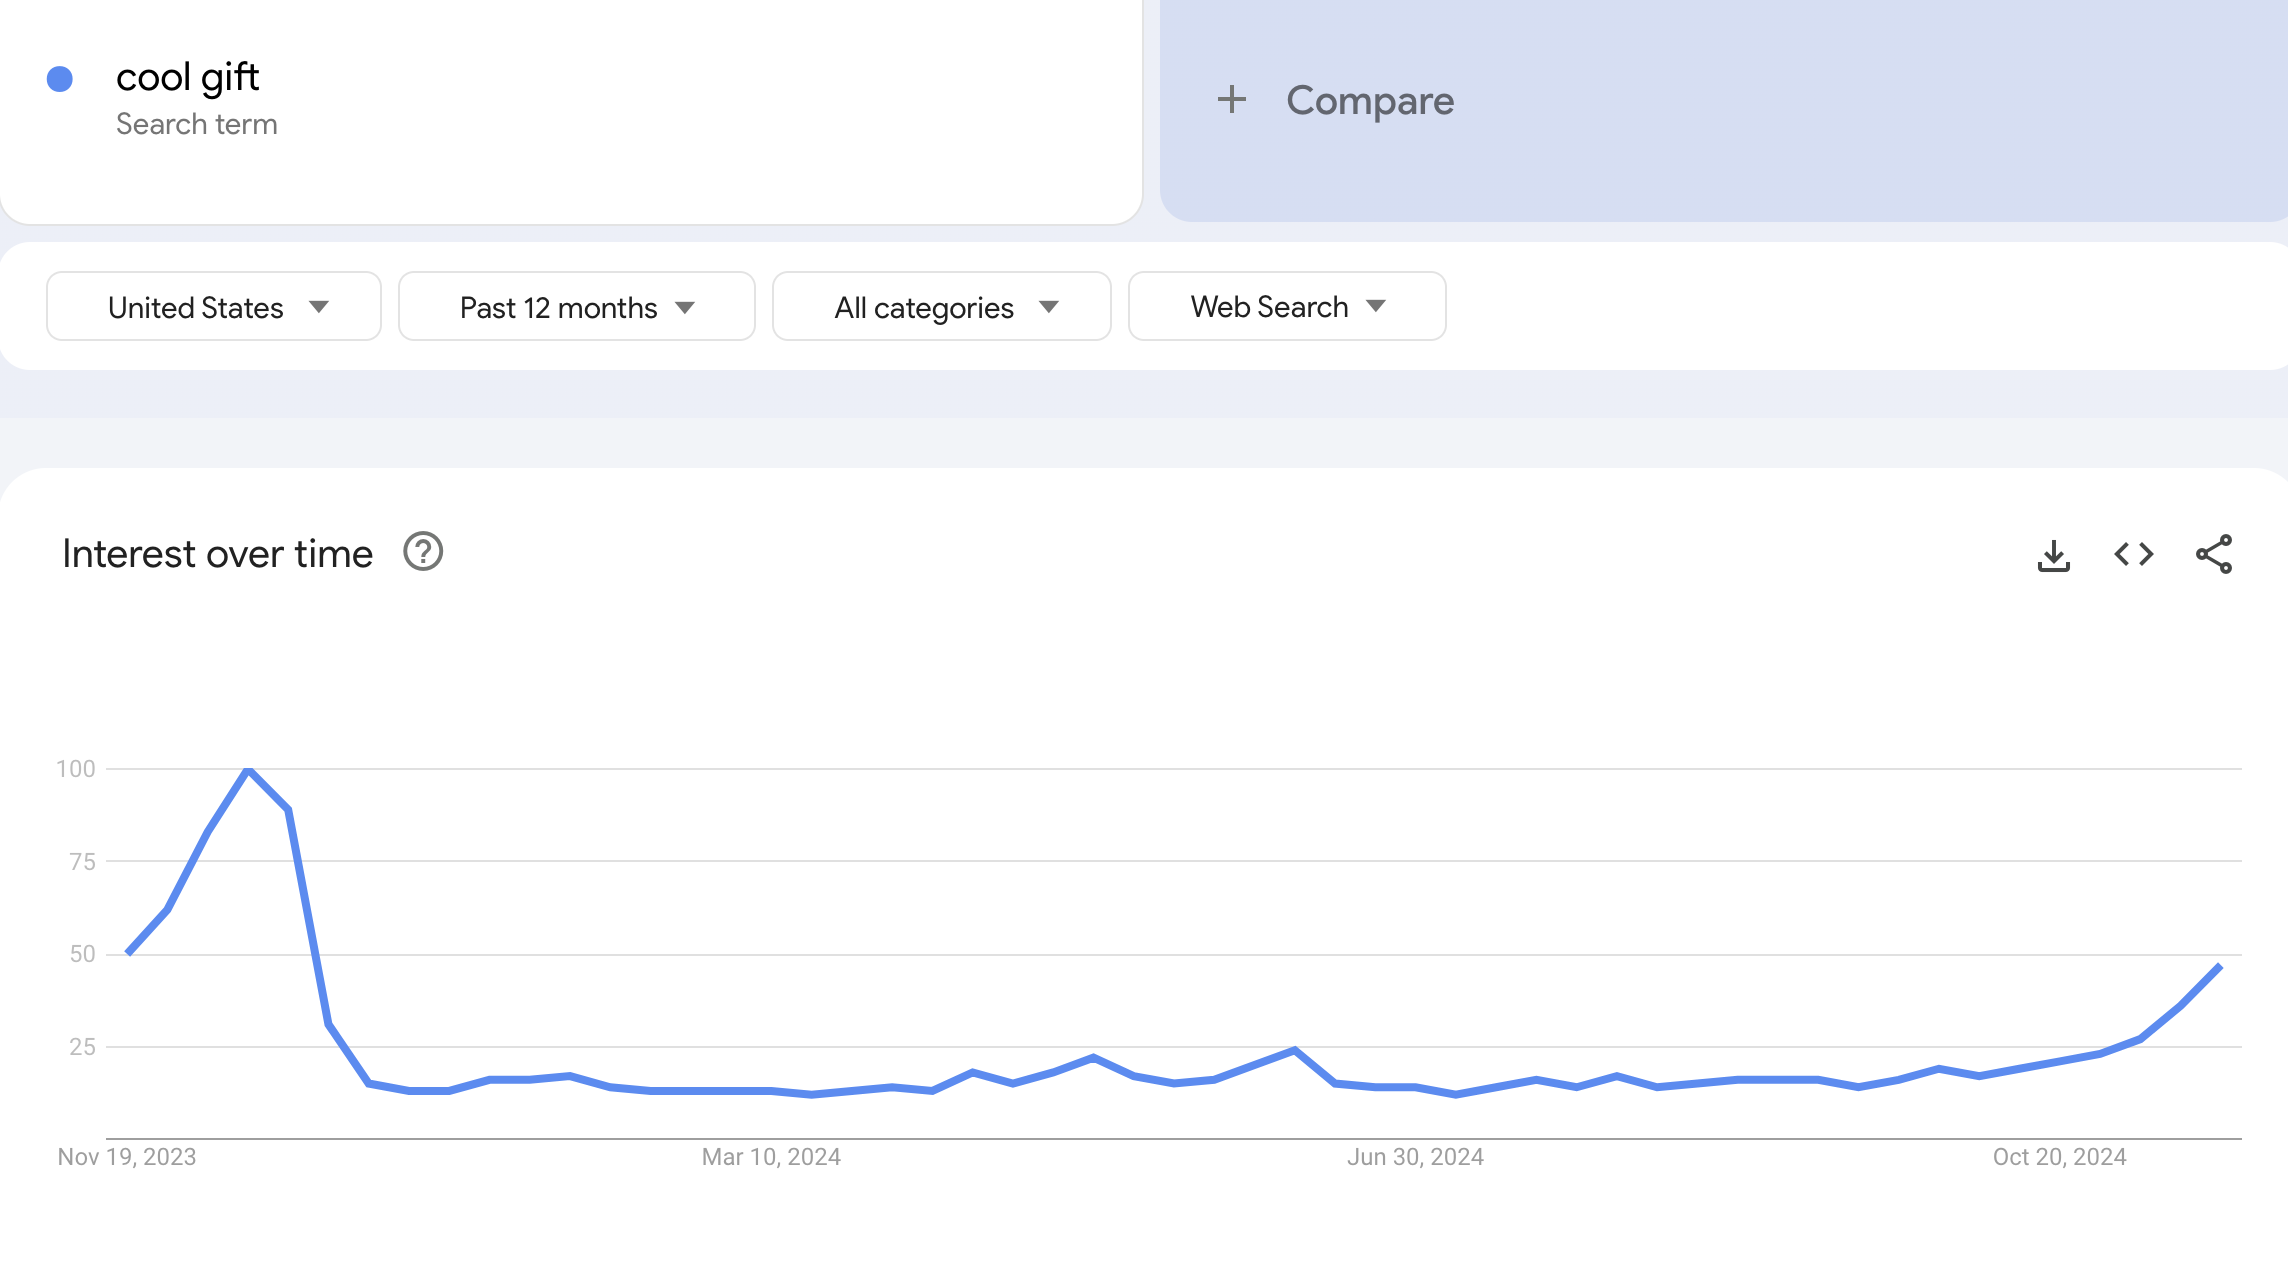 cool gift
Search term
+ Compare
United States
Past 12 months
All categories
Web Search
Interest over time ?
100
75
50
25
Nov 19, 2023
Mar 10, 2024
Jun 30, 2024
Oct 20, 2024